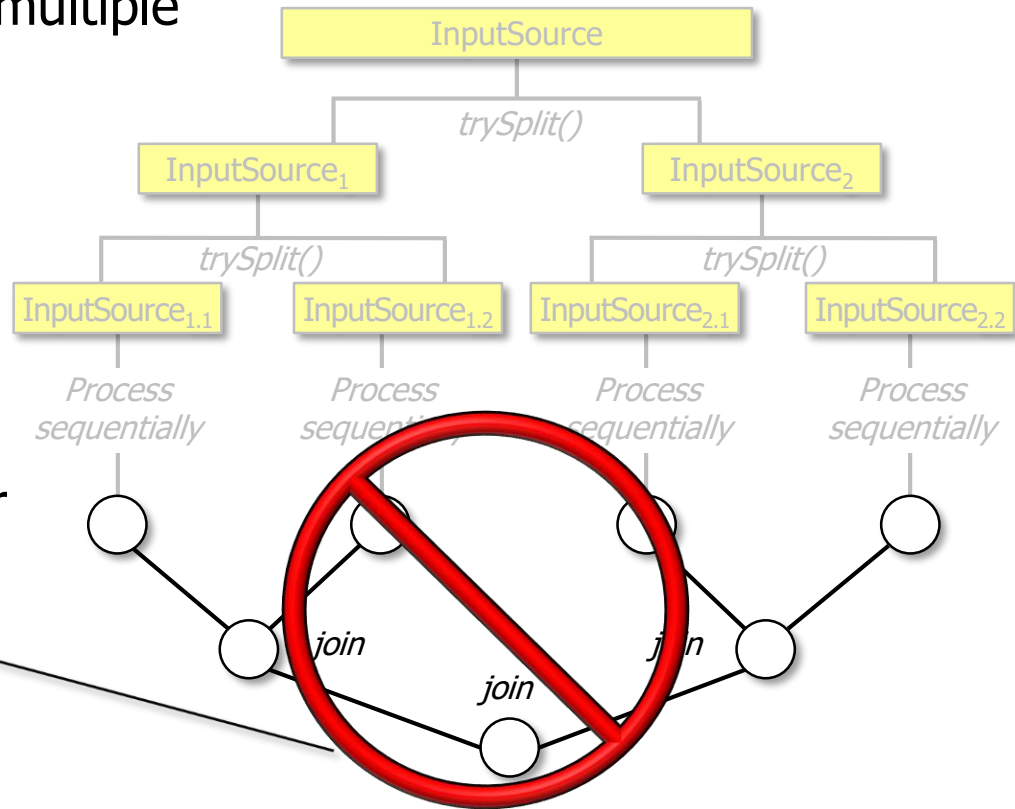 multiple
InputSource
trySplit()
InputSource₁ InputSource₂
trySplit() trySplit()
InputSource₁.₁ InputSource₁.₂ InputSource₂.₁ InputSource₂.₂
Process Process Process Process
sequentially sequentially sequentially sequentially
r
join join
join